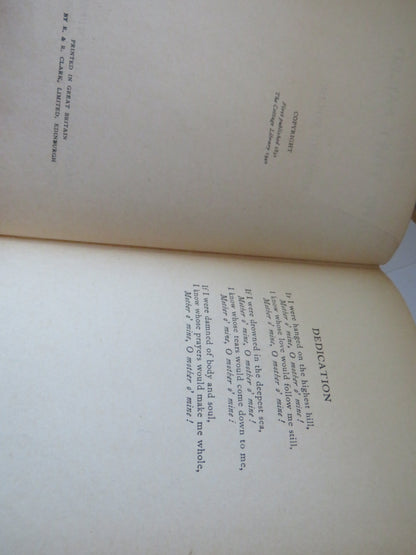 COPYRIGHT
First published 1891
The Cottage Library
PRINTED IN GREAT BRITAIN
BY R. & R. CLARK, LIMITED, EDINBURGH
DEDICATION
IF I were hanged on the highest hill,
Mother o' mine, O mother o' mine!
I know whose love would follow me still,
Mother o' mine, O mother o' mine!
If I were drowned in the deepest sea,
Mother o' mine, O mother o' mine!
I know whose tears would come down to me,
Mother o' mine, O mother o' mine!
If I were damned of body and soul,
I know whose prayers would make me whole,
Mother o' mine, O mother o' mine!